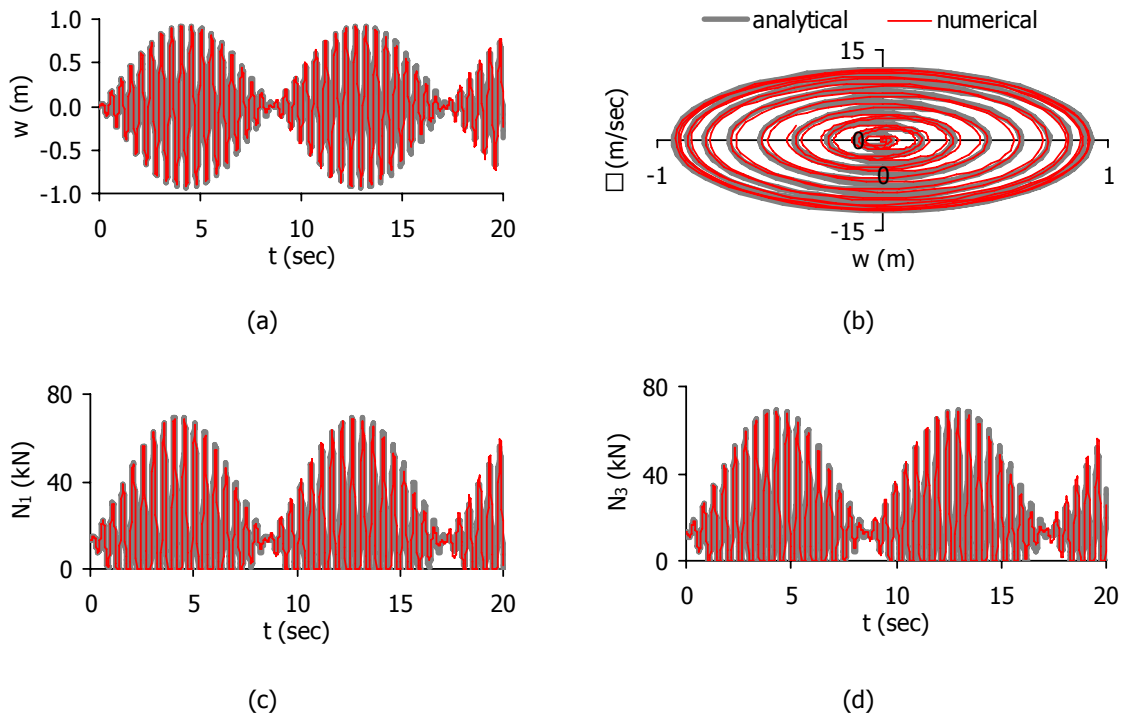 analytical numerical
1.0
0.5
0.0
-0.5
-1.0
w (m)
0 5 10 15 20
t (sec)
(a)
15
0
-15
□ (m/sec)
-1 0 1
w (m)
(b)
80
40
0
N₁ (kN)
0 5 10 15 20
t (sec)
(c)
80
40
0
N₃ (kN)
0 5 10 15 20
t (sec)
(d)